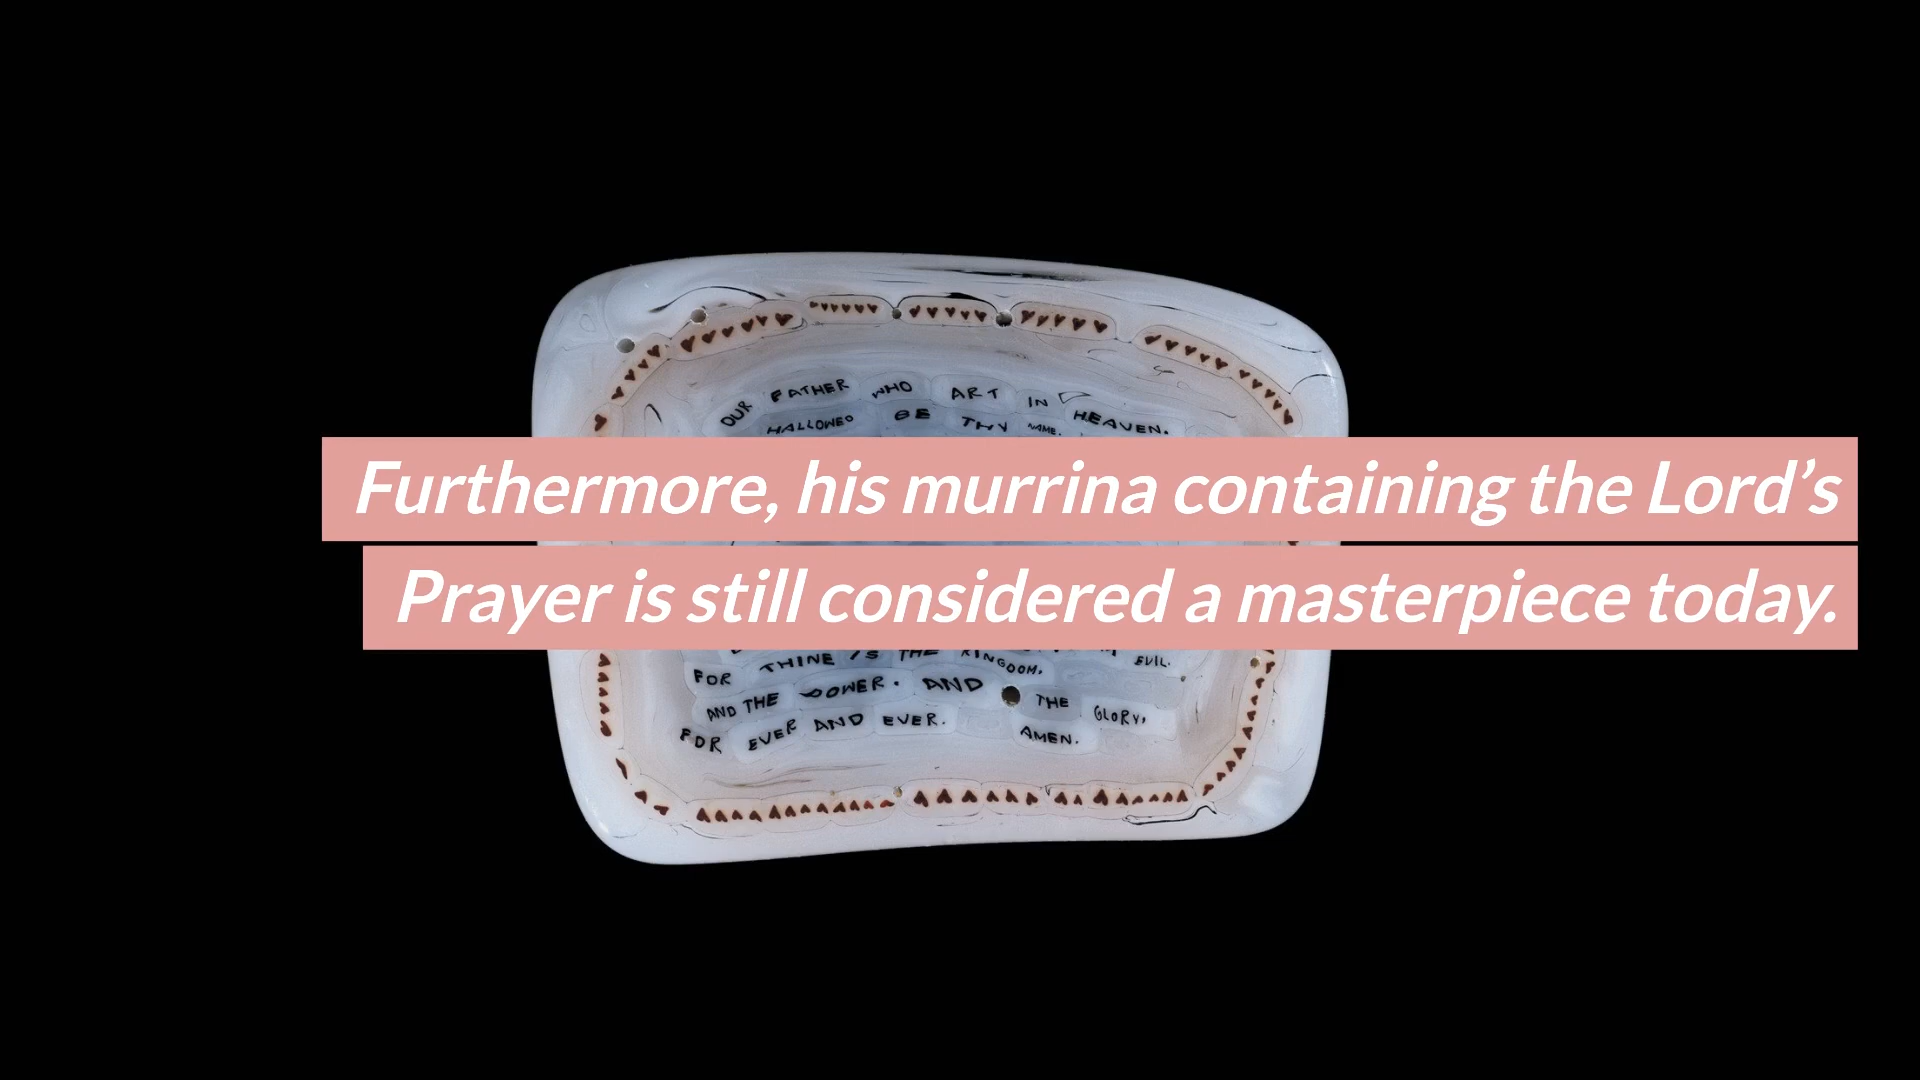 OUR FATHER WHO ART IN HEAVEN.
HALLOWED BE THY NAME.
Furthermore, his murrina containing the Lord’s
Prayer is still considered a masterpiece today.
EVIL.
FOR THINE IS THE KINGDOM,
AND THE POWER. AND THE GLORY,
FOR EVER AND EVER. AMEN.